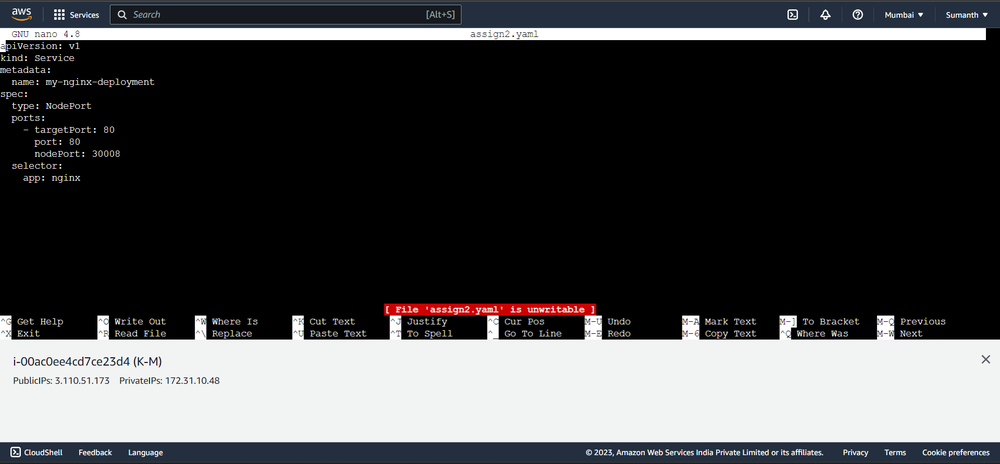 aws Services Search [Alt+S] Mumbai ▼ Sumanth ▼
GNU nano 4.8 assign2.yaml
apiVersion: v1
kind: Service
metadata:
  name: my-nginx-deployment
spec:
  type: NodePort
  ports:
    - targetPort: 80
      port: 80
      nodePort: 30008
  selector:
    app: nginx
[ File 'assign2.yaml' is unwritable ]
^G Get Help ^O Write Out ^W Where Is ^K Cut Text ^J Justify ^C Cur Pos M-U Undo M-A Mark Text M-] To Bracket M-Q Previous
^X Exit ^R Read File ^\ Replace ^U Paste Text ^T To Spell ^_ Go To Line M-E Redo M-6 Copy Text ^Q Where Was M-W Next
i-00ac0ee4cd7ce23d4 (K-M)
PublicIPs: 3.110.51.173 PrivateIPs: 172.31.10.48
CloudShell Feedback Language © 2023, Amazon Web Services India Private Limited or its affiliates. Privacy Terms Cookie preferences